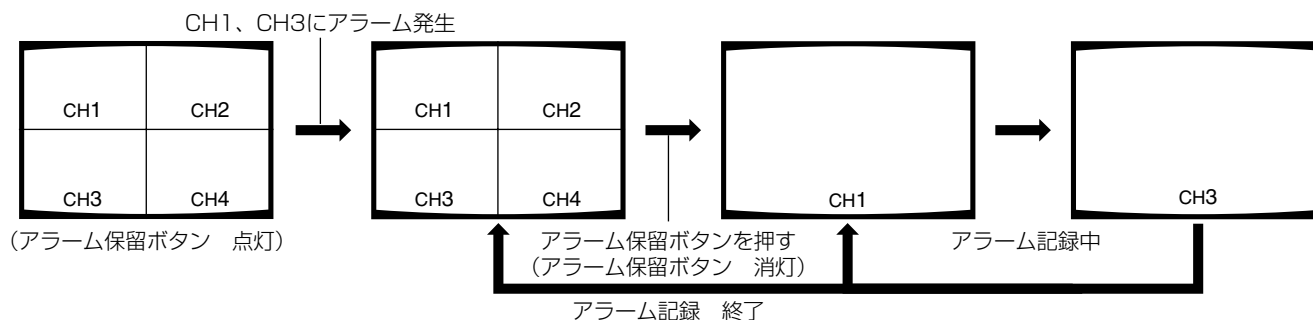 CH1、CH3にアラーム発生
CH1
CH2
CH3
CH4
CH1
CH2
CH3
CH4
CH1
CH3
（アラーム保留ボタン　点灯）
アラーム保留ボタンを押す
（アラーム保留ボタン　消灯）
アラーム記録中
アラーム記録　終了